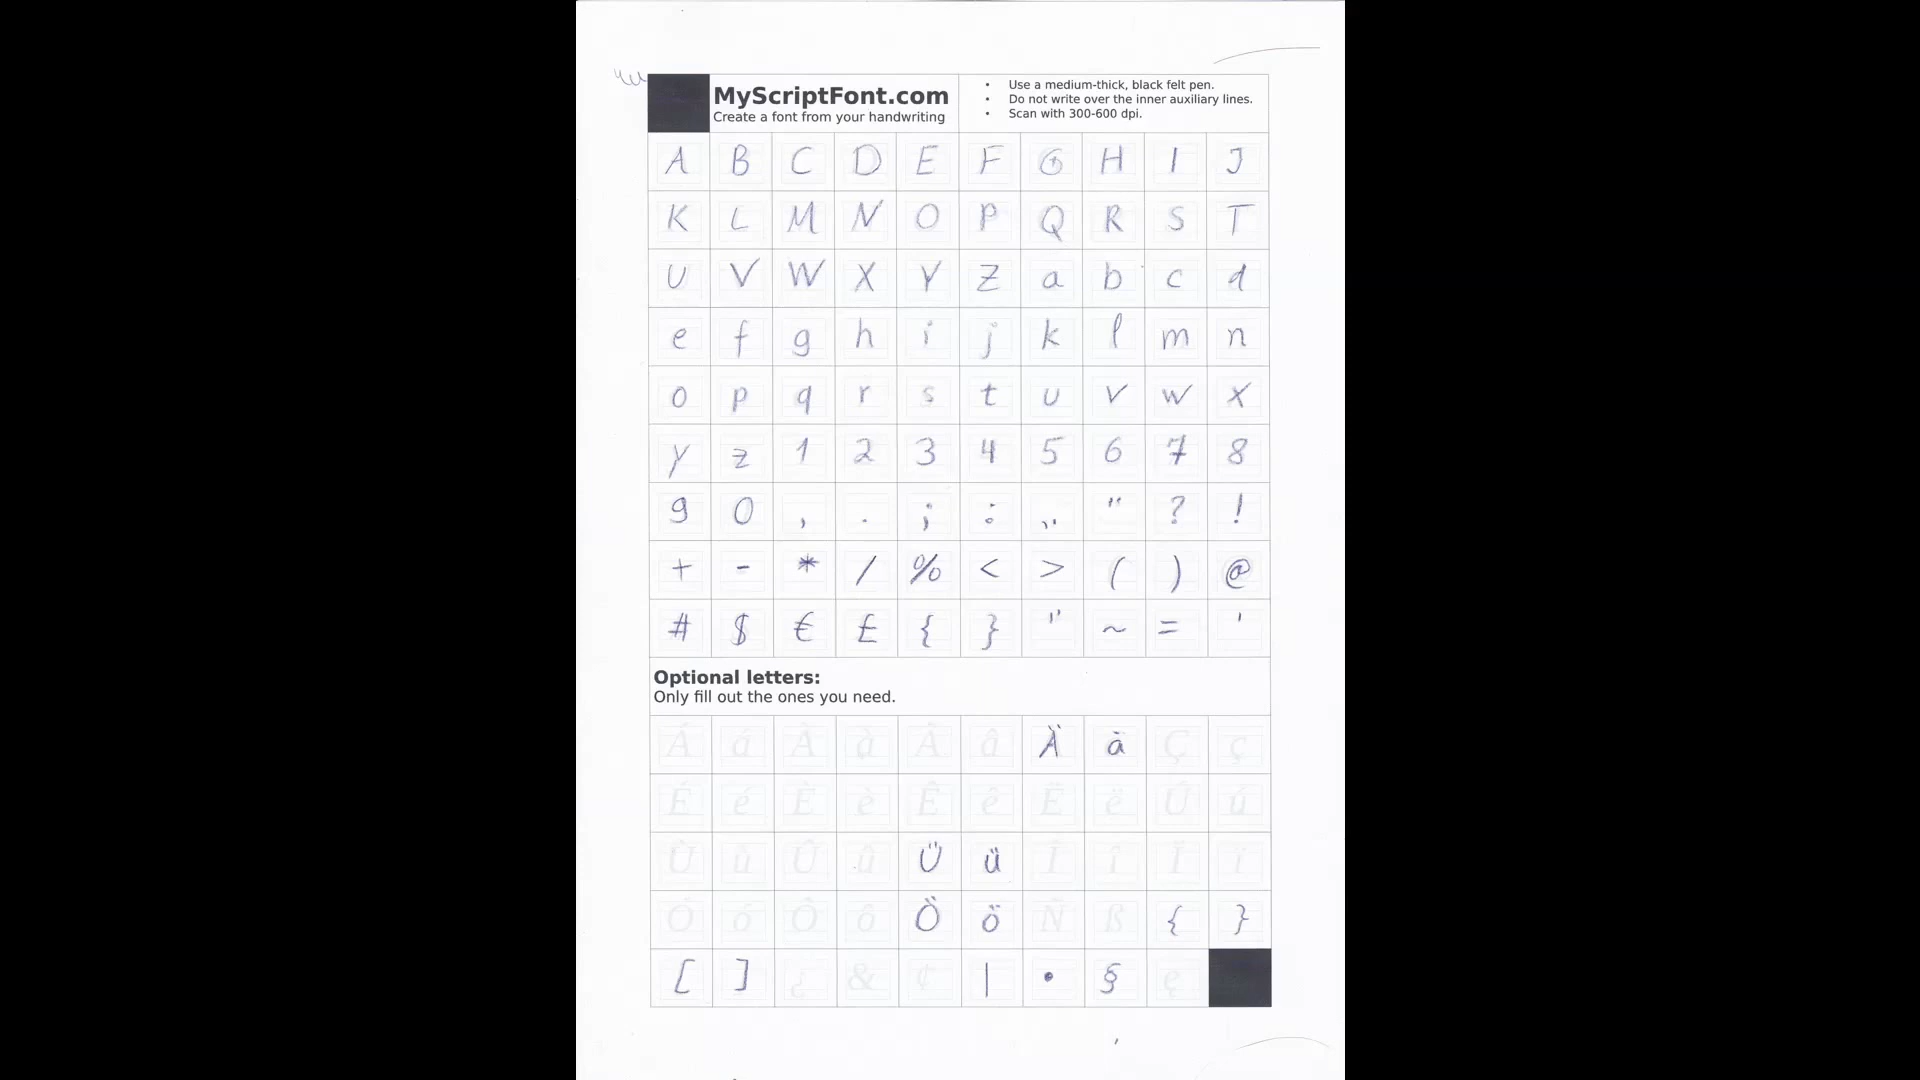 MyScriptFont.com
Create a font from your handwriting
• Use a medium-thick, black felt pen.
• Do not write over the inner auxiliary lines.
• Scan with 300-600 dpi.
A B C D E F G H I J
K L M N O P Q R S T
U V W X Y Z a b c d
e f g h i j k l m n
o p q r s t u v w x
y z 1 2 3 4 5 6 7 8
9 0 , . ; : „ " ? !
+ - * / % < > ( ) @
# $ € £ { } " ~ = '
Optional letters:
Only fill out the ones you need.
Á á Â à Ã â Ä ä Ç ç
É é È è Ê ê Ë ë Ú ú
Ù ù Û û Ü ü Í î Ï ï
Ó ó Ô ô Ö ö Ñ ß { }
[ ] ¿ & ¢ | • § ę